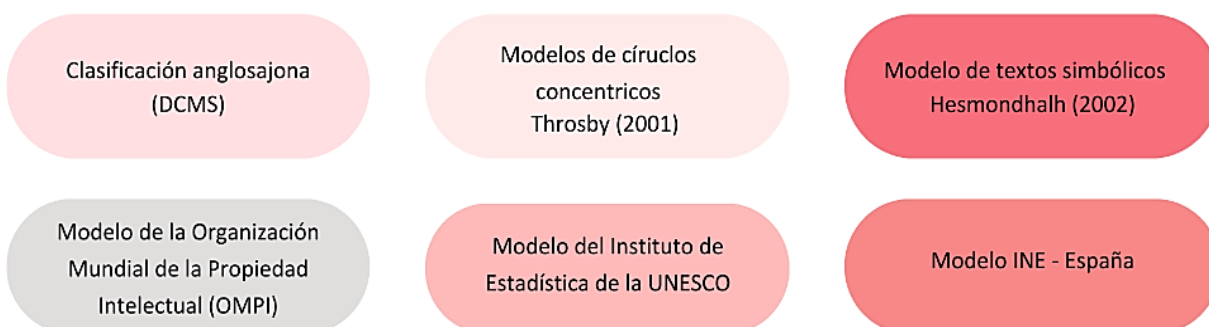 Clasificación anglosajona
(DCMS)
Modelos de círuclos
concentricos
Throsby (2001)
Modelo de textos simbólicos
Hesmondhalh (2002)
Modelo de la Organización
Mundial de la Propiedad
Intelectual (OMPI)
Modelo del Instituto de
Estadística de la UNESCO
Modelo INE - España